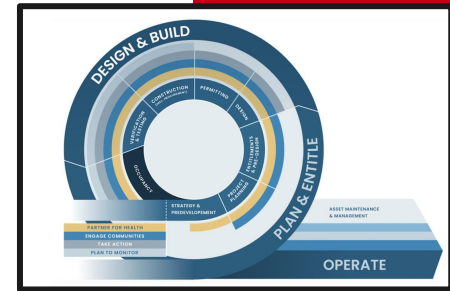 DESIGN & BUILD
PLAN & ENTITLE
OPERATE
CONSTRUCTION
PERMITTING
DESIGN
ENTITLEMENTS
& PRE-DESIGN
PROJECT
PLANNING
STRATEGY &
PREDEVELOPEMENT
OCCUPANCY
VERIFICATION
& TESTING
PARTNER FOR HEALTH
ENGAGE COMMUNITIES
TAKE ACTION
PLAN TO MONITOR
ASSET MAINTENANCE
& MANAGEMENT